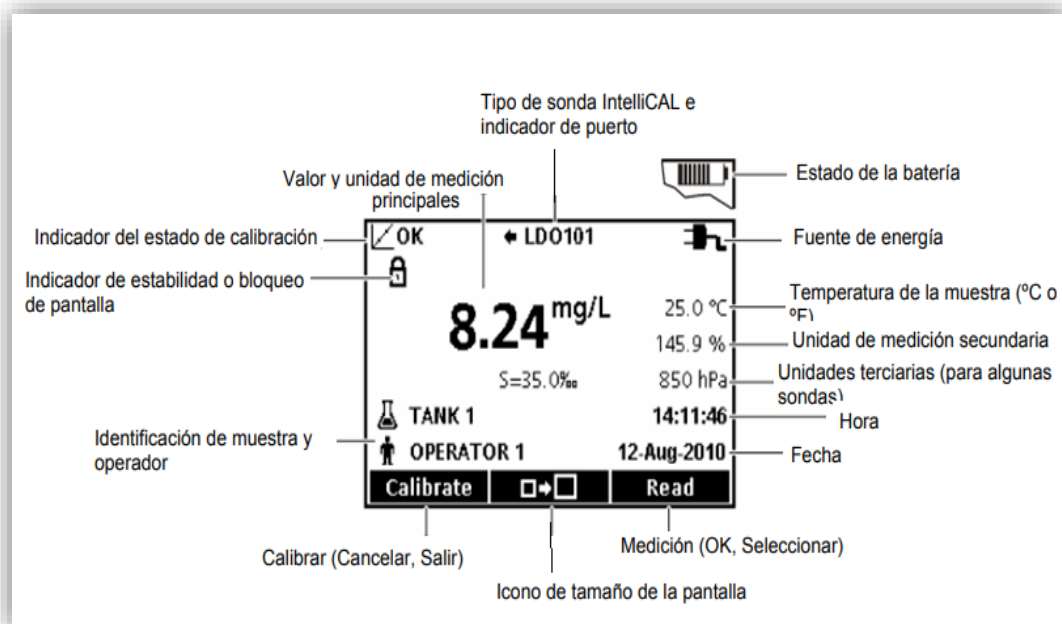 Tipo de sonda IntelliCAL e
indicador de puerto
Estado de la batería
Valor y unidad de medición
principales
Indicador del estado de calibración
OK
LDO101
Fuente de energía
Indicador de estabilidad o bloqueo
de pantalla
8.24 mg/L
25.0 °C
Temperatura de la muestra (ºC o
ºF)
145.9 %
Unidad de medición secundaria
S=35.0‰
850 hPa
Unidades terciarias (para algunas
sondas)
TANK 1
14:11:46
Hora
Identificación de muestra y
operador
OPERATOR 1
12-Aug-2010
Fecha
Calibrate
Read
Calibrar (Cancelar, Salir)
Medición (OK, Seleccionar)
Icono de tamaño de la pantalla